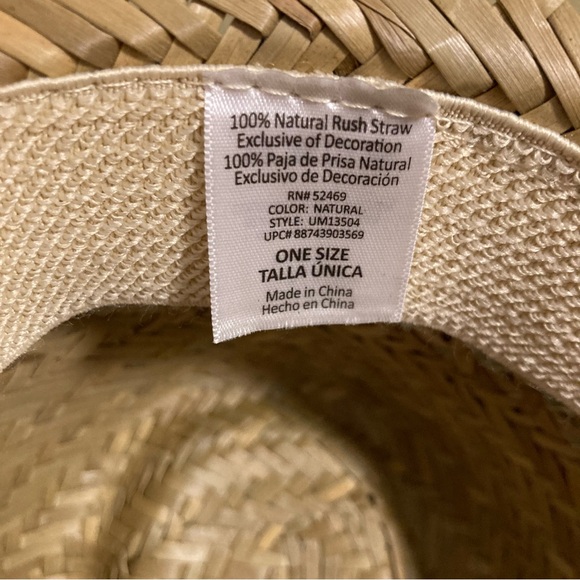 100% Natural Rush Straw
Exclusive of Decoration
100% Paja de Prisa Natural
Exclusivo de Decoración
RN# 52469
COLOR: NATURAL
STYLE: UM13504
UPC# 88743903569
ONE SIZE
TALLA ÚNICA
Made in China
Hecho en China